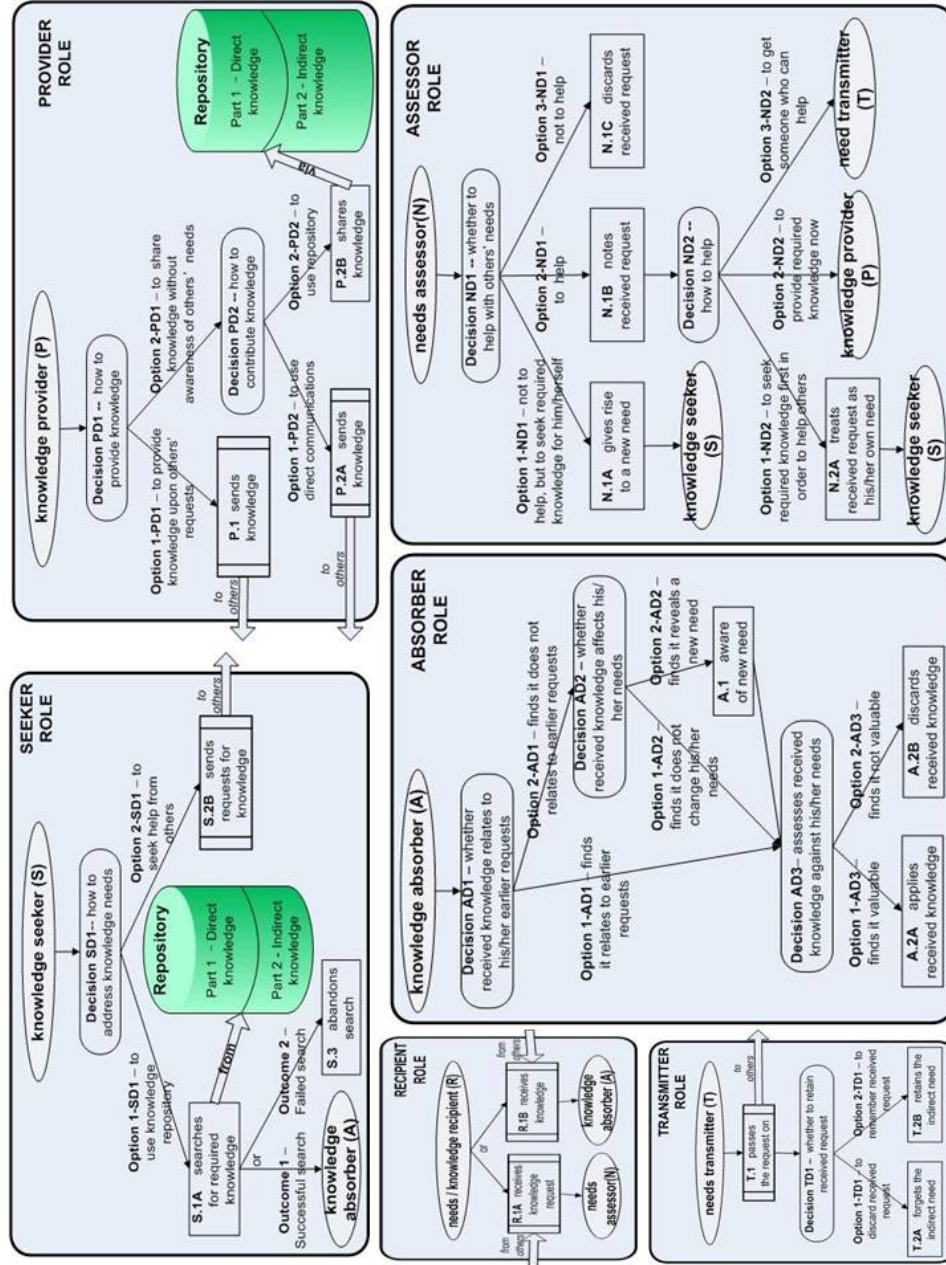 SEEKER
ROLE
knowledge seeker (S)
Decision SD1-- how to
address knowledge needs
Option 1-SD1 – to
use knowledge
repository
Option 2-SD1 – to
seek help from
others
S.1A searches
for required
knowledge
from
Repository
Part 1 – Direct
knowledge
Part 2 - Indirect
knowledge
S.2B sends
requests for
knowledge
to
others
or
Outcome 1 –
Successful search
Outcome 2 –
Failed search
knowledge
absorber (A)
S.3 abandons
search
PROVIDER
ROLE
knowledge provider (P)
Decision PD1 -- how to
provide knowledge
Option 1-PD1 – to provide
knowledge upon others'
requests
Option 2-PD1 – to share
knowledge without
awareness of others' needs
P.1 sends
knowledge
to
others
Decision PD2 -- how to
contribute knowledge
Option 1-PD2 – to use
direct communications
Option 2-PD2 – to
use repository
P.2A sends
knowledge
to
others
P.2B shares
knowledge
via
Repository
Part 1 – Direct
knowledge
Part 2 - Indirect
knowledge
RECIPIENT
ROLE
needs / knowledge recipient (R)
or
from
others
R.1A receives
knowledge
request
R.1B receives
knowledge
from
others
needs
assessor(N)
knowledge
absorber (A)
TRANSMITTER
ROLE
needs transmitter (T)
T.1 passes
the request on
to
others
Decision TD1 – whether to retain
received request
Option 1-TD1 – to
discard received
request
Option 2-TD1 – to
remember received
request
T.2A forgets the
indirect need
T.2B retains the
indirect need
ABSORBER
ROLE
knowledge absorber (A)
Decision AD1 – whether
received knowledge relates to
his/her earlier requests
Option 1-AD1 – finds
it relates to earlier
requests
Option 2-AD1 – finds it does not
relates to earlier requests
Decision AD2 – whether
received knowledge affects his/
her needs
Option 1-AD2 –
finds it does not
change his/her
needs
Option 2-AD2 –
finds it reveals a
new need
A.1 aware
of new need
Decision AD3 – assesses received
knowledge against his/her needs
Option 1-AD3 –
finds it valuable
Option 2-AD3 –
finds it not valuable
A.2A applies
received knowledge
A.2B discards
received knowledge
ASSESSOR
ROLE
needs assessor(N)
Decision ND1 -- whether to
help with others' needs
Option 1-ND1 – not to
help, but to seek required
knowledge for him/herself
Option 2-ND1 –
to help
Option 3-ND1 –
not to help
N.1A gives rise
to a new need
N.1B notes
received request
N.1C discards
received request
knowledge seeker
(S)
Decision ND2 --
how to help
Option 1-ND2 – to seek
required knowledge first in
order to help others
Option 2-ND2 – to
provide required
knowledge now
Option 3-ND2 – to get
someone who can
help
N.2A treats
received request as
his/her own need
knowledge seeker
(S)
knowledge provider
(P)
need transmitter
(T)